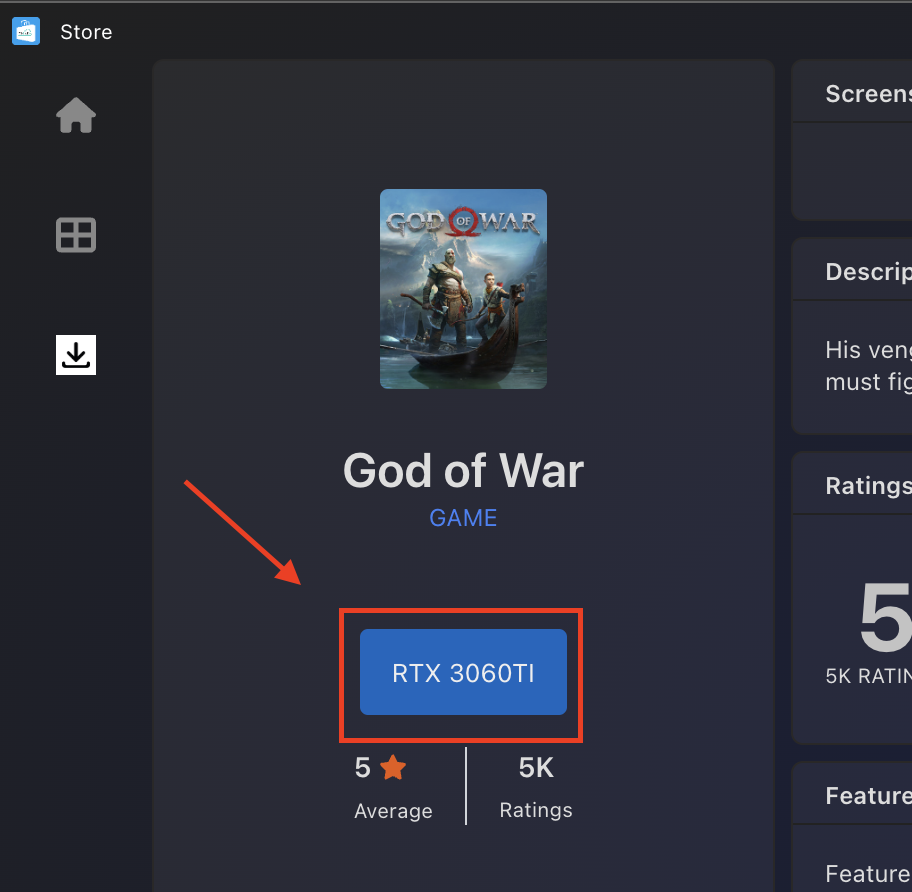 Store
GOD OF WAR
God of War
GAME
RTX 3060TI
5
Average
5K
Ratings
Screens
Descrip
His veng
must fig
Ratings
5
5K RATIN
Feature
Feature